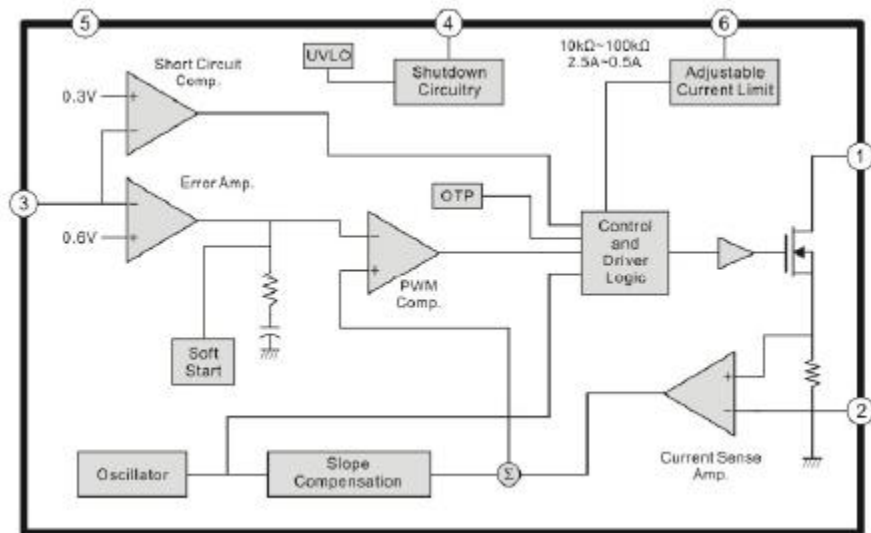 5
4
6
UVLO
Short Circuit
Comp.
Shutdown
Circuitry
10kΩ~100kΩ
2.5A~0.5A
Adjustable
Current Limit
0.3V
+
−
1
3
Error Amp.
−
0.6V
+
OTP
Control
and
Driver
Logic
−
+
PWM
Comp.
Soft
Start
+
−
2
Current Sense
Amp.
Oscillator
Slope
Compensation
Σ